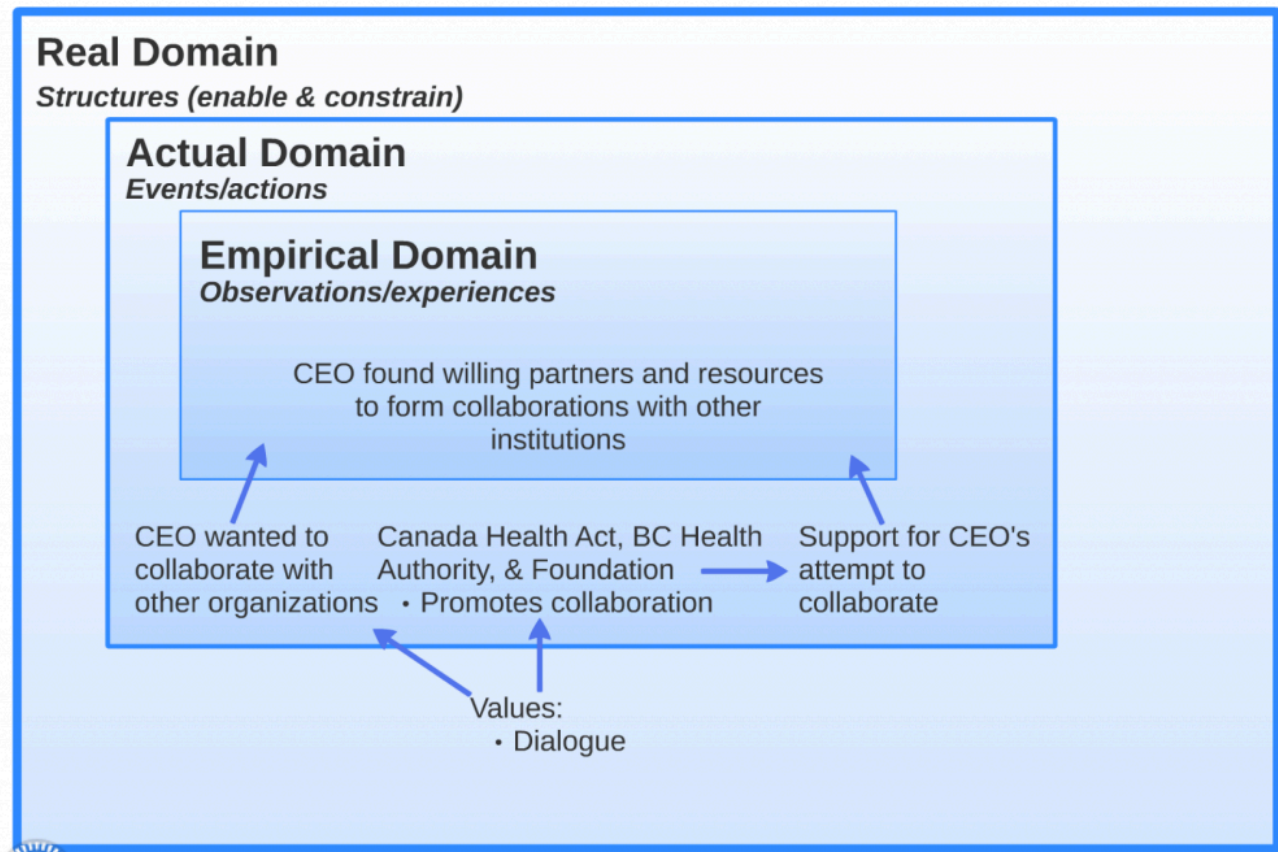 Real Domain
Structures (enable & constrain)
Actual Domain
Events/actions
Empirical Domain
Observations/experiences
CEO found willing partners and resources
to form collaborations with other
institutions
CEO wanted to
collaborate with
other organizations
Canada Health Act, BC Health
Authority, & Foundation
• Promotes collaboration
Support for CEO's
attempt to
collaborate
Values:
• Dialogue